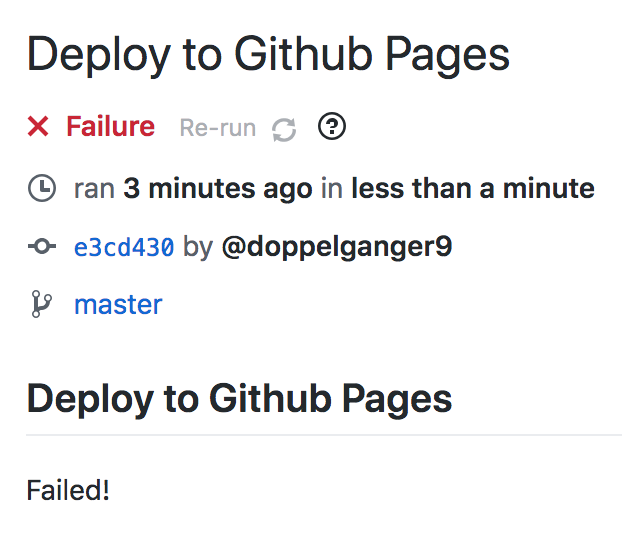 Deploy to Github Pages
Failure Re-run
ran 3 minutes ago in less than a minute
e3cd430 by @doppelganger9
master
Deploy to Github Pages
Failed!